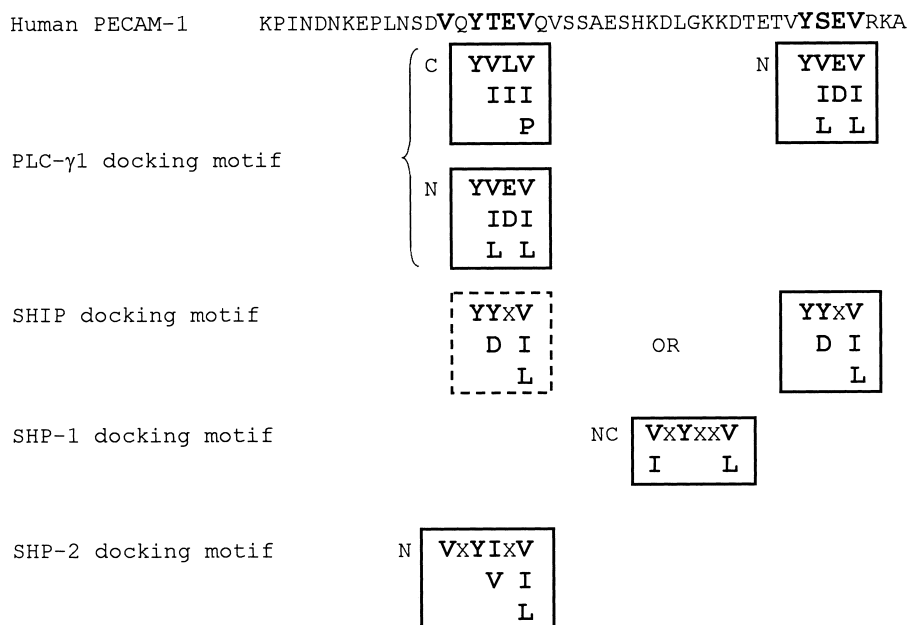 Human PECAM-1 KPINDNKEPLNSDVQYTEVQVSSAESHKDLGKKDTETVYSEVRKA
C YVLV N YVEV
III IDI
P L L
PLC-γ1 docking motif
N YVEV
IDI
L L
SHIP docking motif YYxV YYxV
D I OR D I
L L
SHP-1 docking motif NC VxYxxV
I L
SHP-2 docking motif N VxYIxV
V I
L